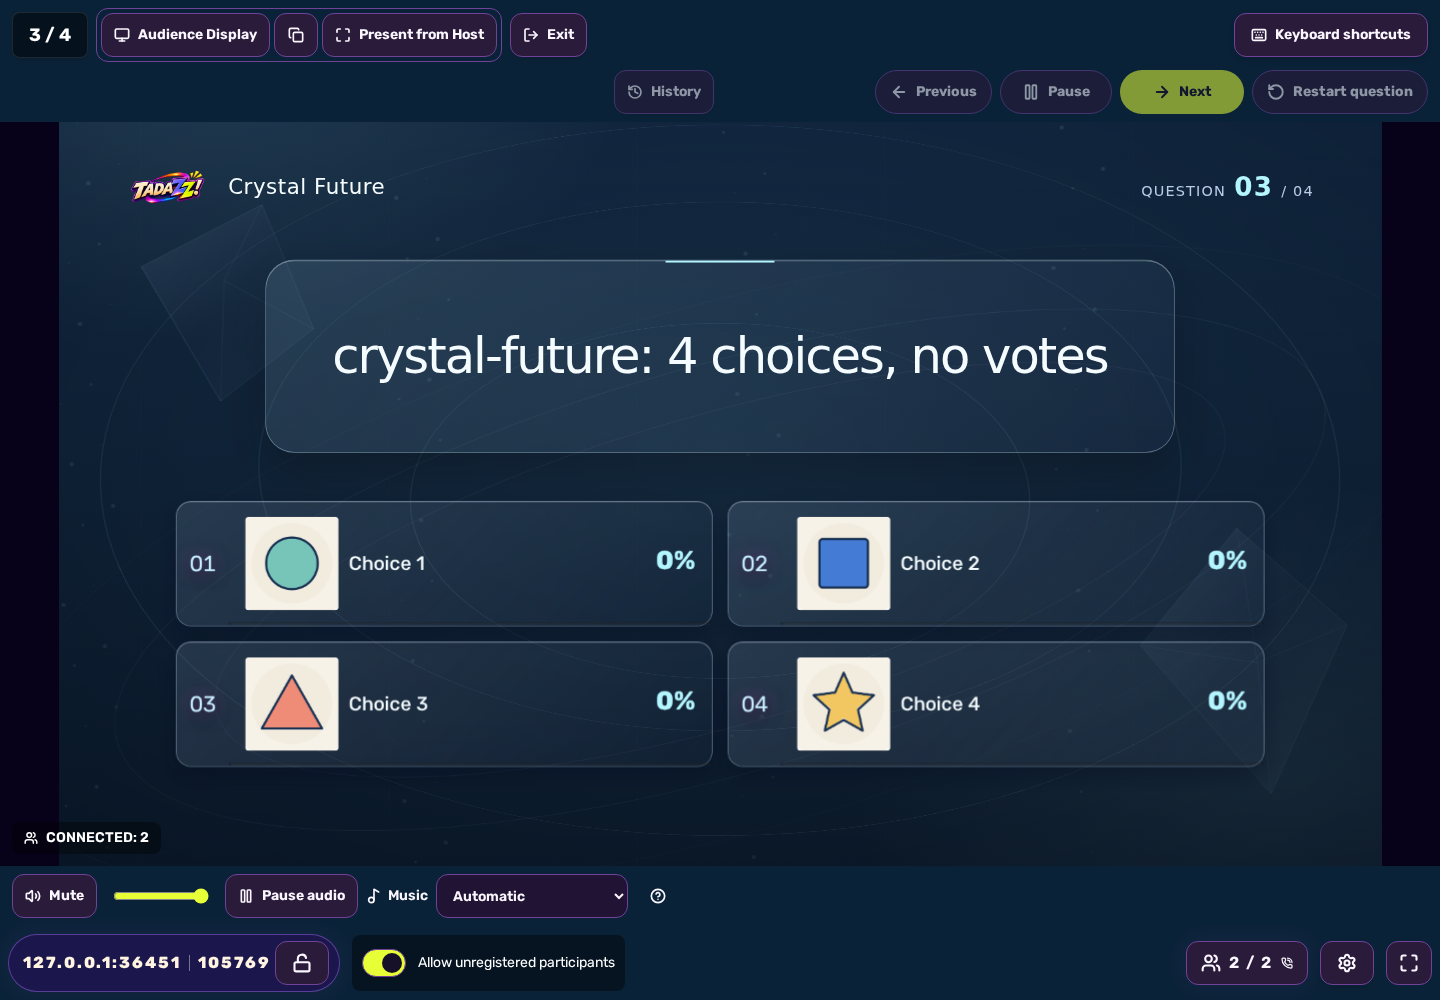 3 / 4
Audience Display
Present from Host
Exit
Keyboard shortcuts
History
Previous
Pause
Next
Restart question
TADAZZ!
Crystal Future
QUESTION 03 / 04
crystal-future: 4 choices, no votes
01 Choice 1 0%
02 Choice 2 0%
03 Choice 3 0%
04 Choice 4 0%
CONNECTED: 2
Mute
Pause audio
Music
Automatic
127.0.0.1:36451 | 105769
Allow unregistered participants
2 / 2